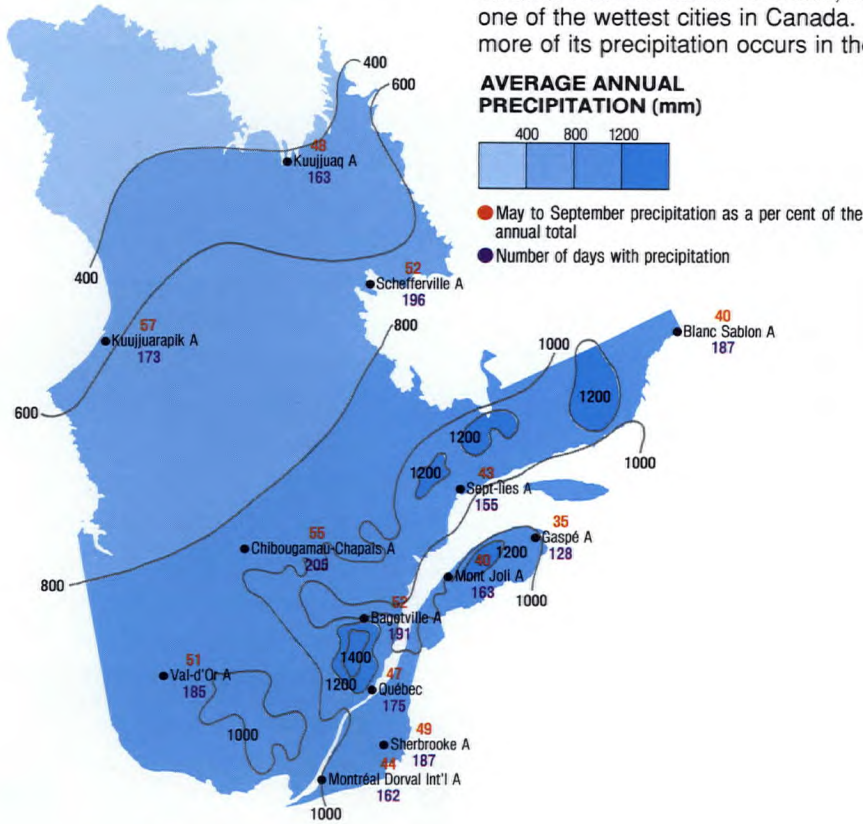 one of the wettest cities in Canada.
more of its precipitation occurs in the
AVERAGE ANNUAL
PRECIPITATION (mm)
400 800 1200
May to September precipitation as a per cent of the
annual total
Number of days with precipitation
400
600
48
Kuujjuaq A
163
400
52
Schefferville A
196
57
Kuujjuarapik A
173
800
40
Blanc Sablon A
187
1000
600
1200
1200
1200
1000
43
Sept-Iles A
155
35
Gaspé A
128
55
Chibougamau-Chapais A
205
1200
40
Mont Joli A
163
800
1000
52
Bagotville A
191
1400
1200
51
Val-d'Or A
185
47
Québec
175
1000
49
Sherbrooke A
187
44
Montréal Dorval Int'l A
162
1000